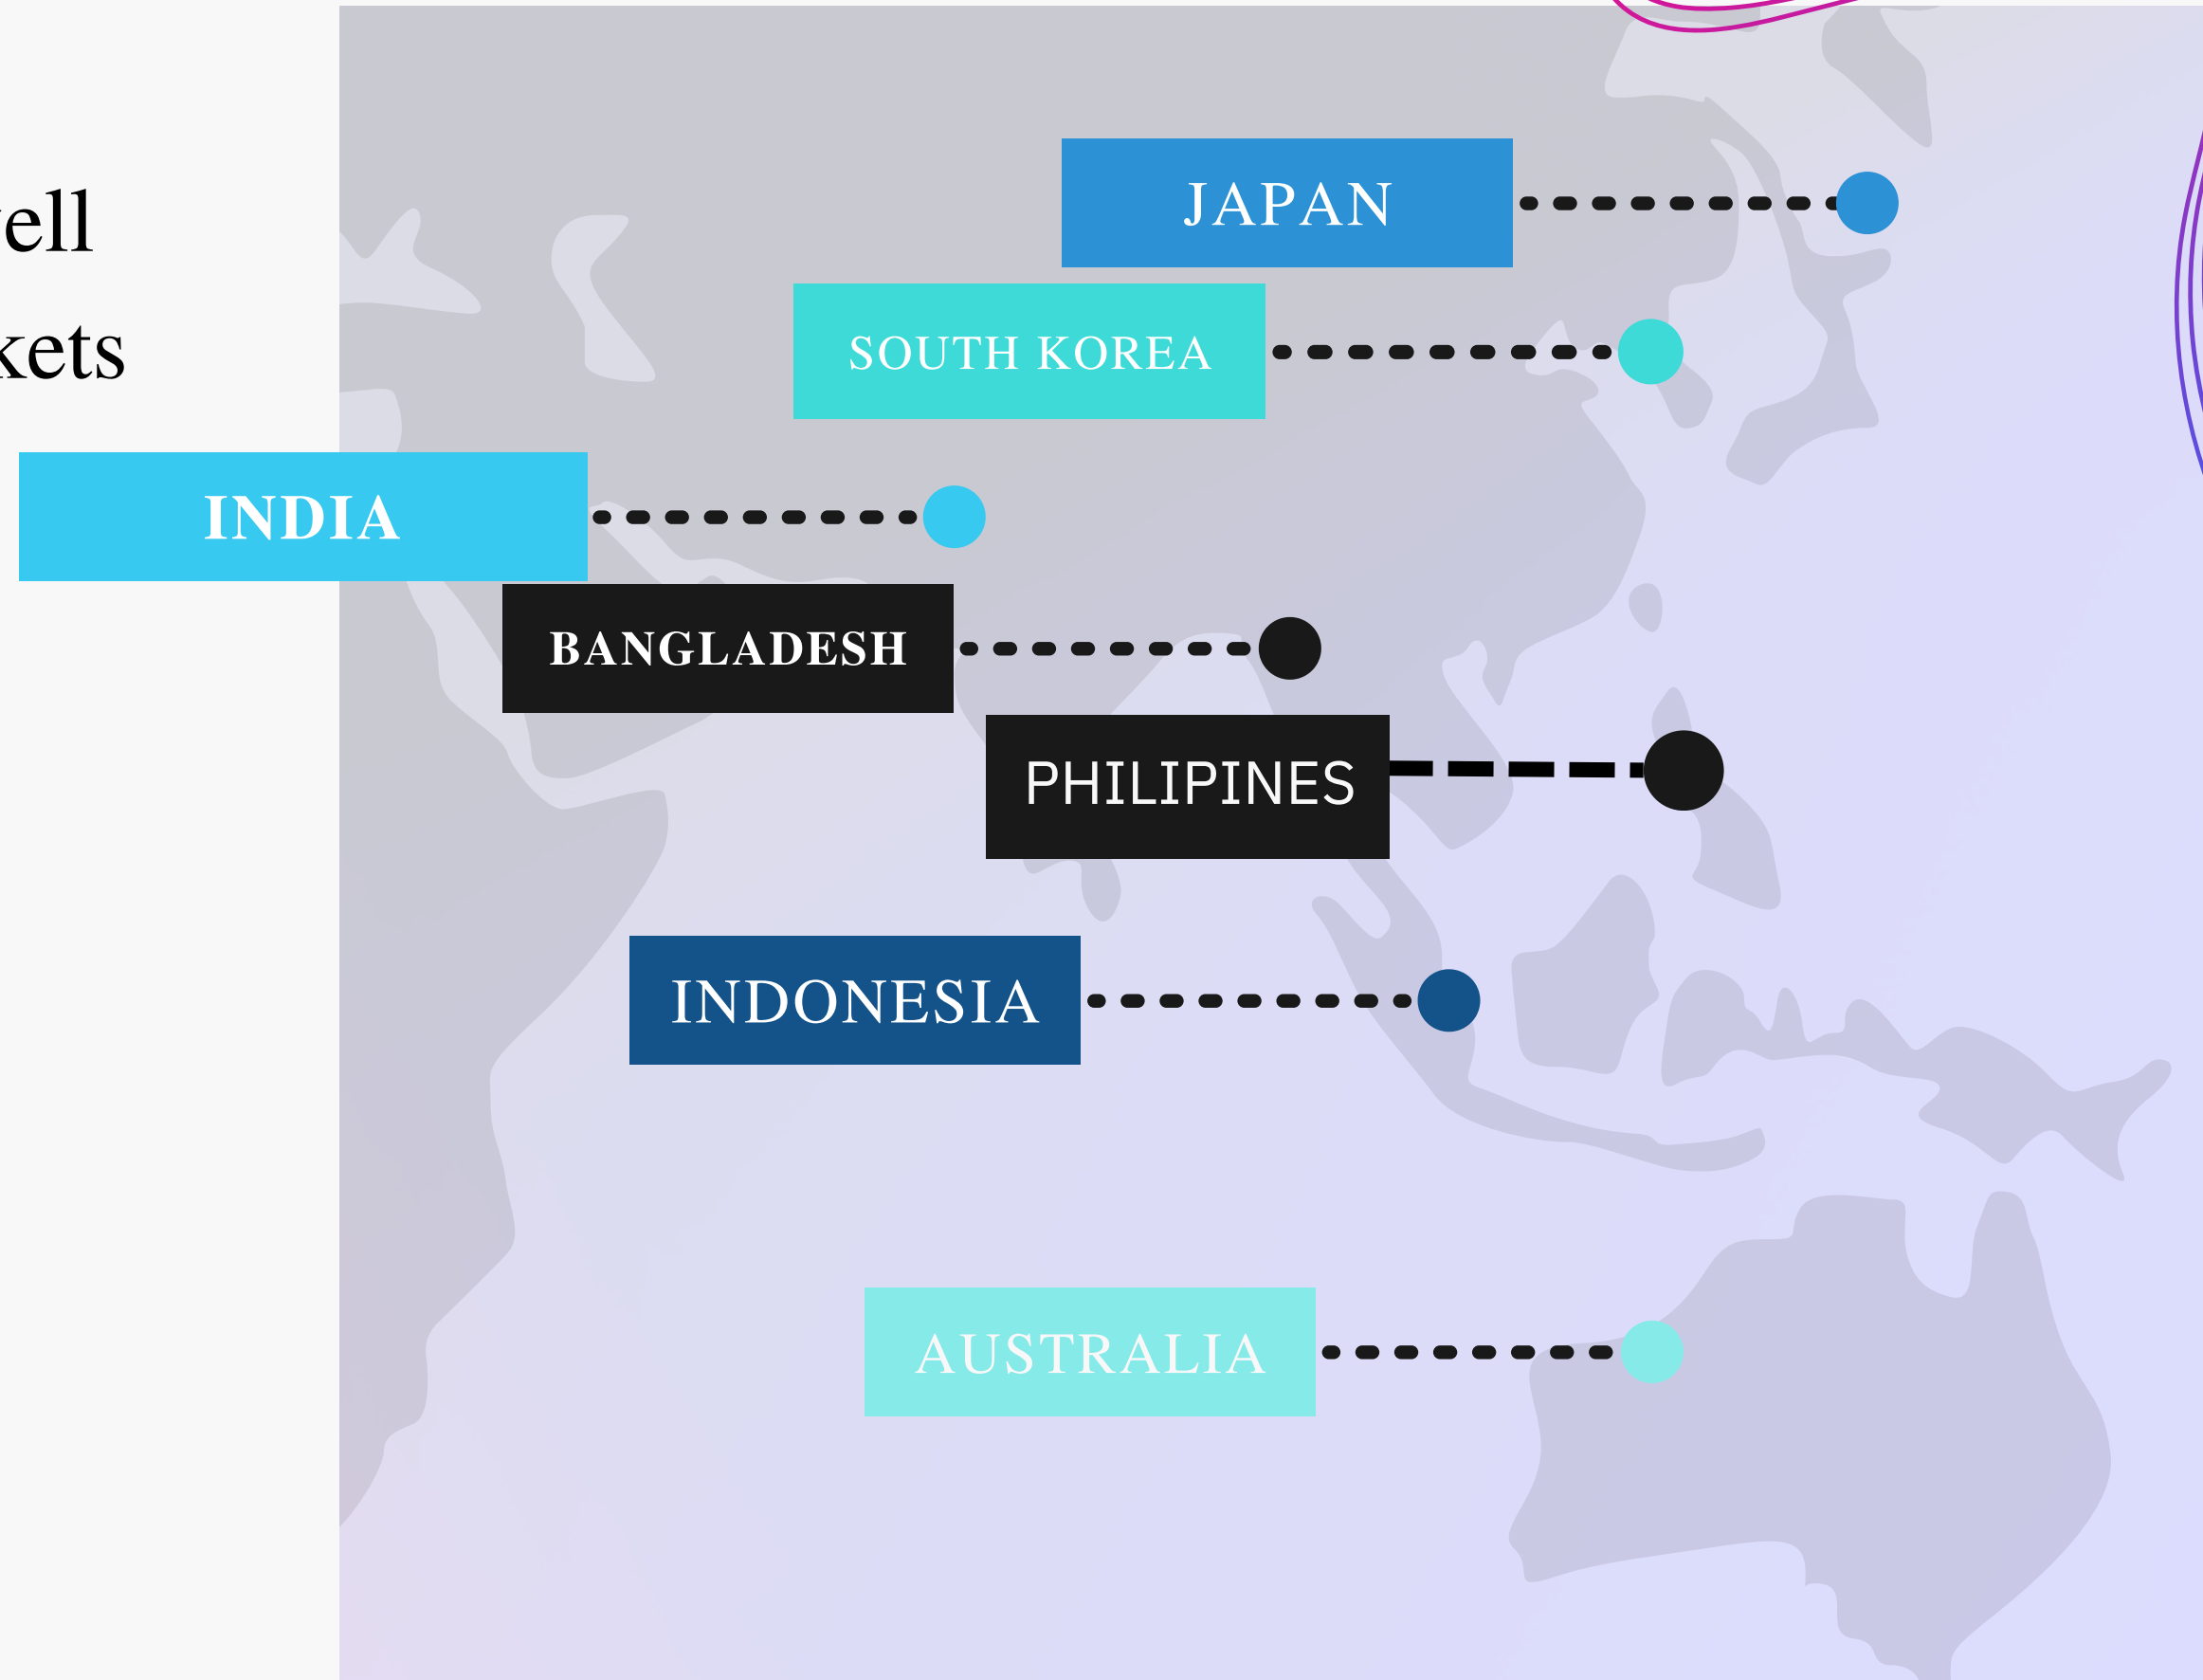 ell
kets
JAPAN
SOUTH KOREA
INDIA
BANGLADESH
PHILIPINES
INDONESIA
AUSTRALIA